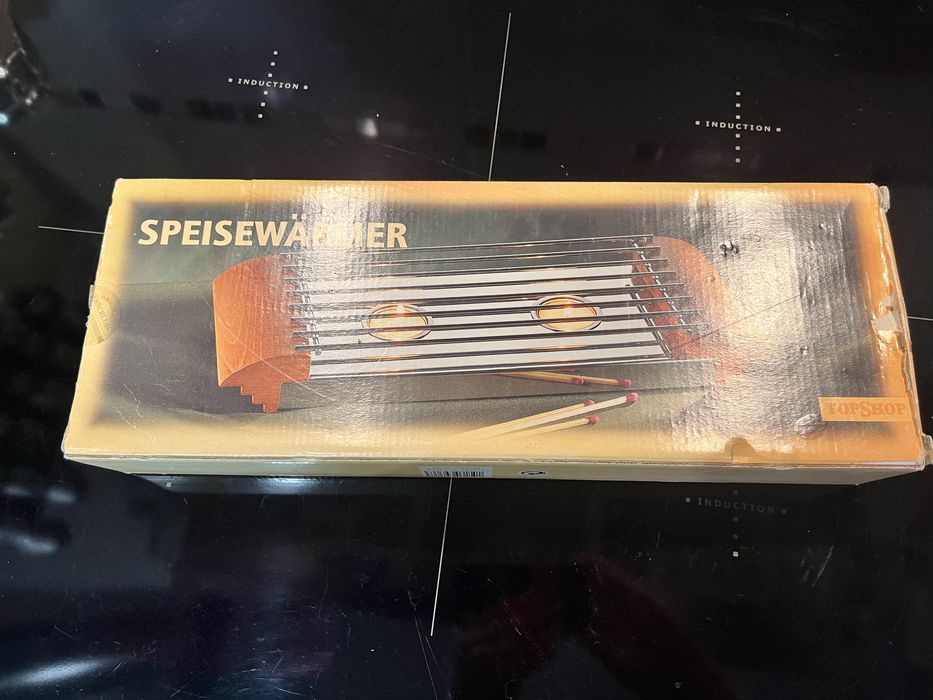 INDUCTION
INDUCTION
SPEISEWÄRMER
TOPSHOP
INDUCTION